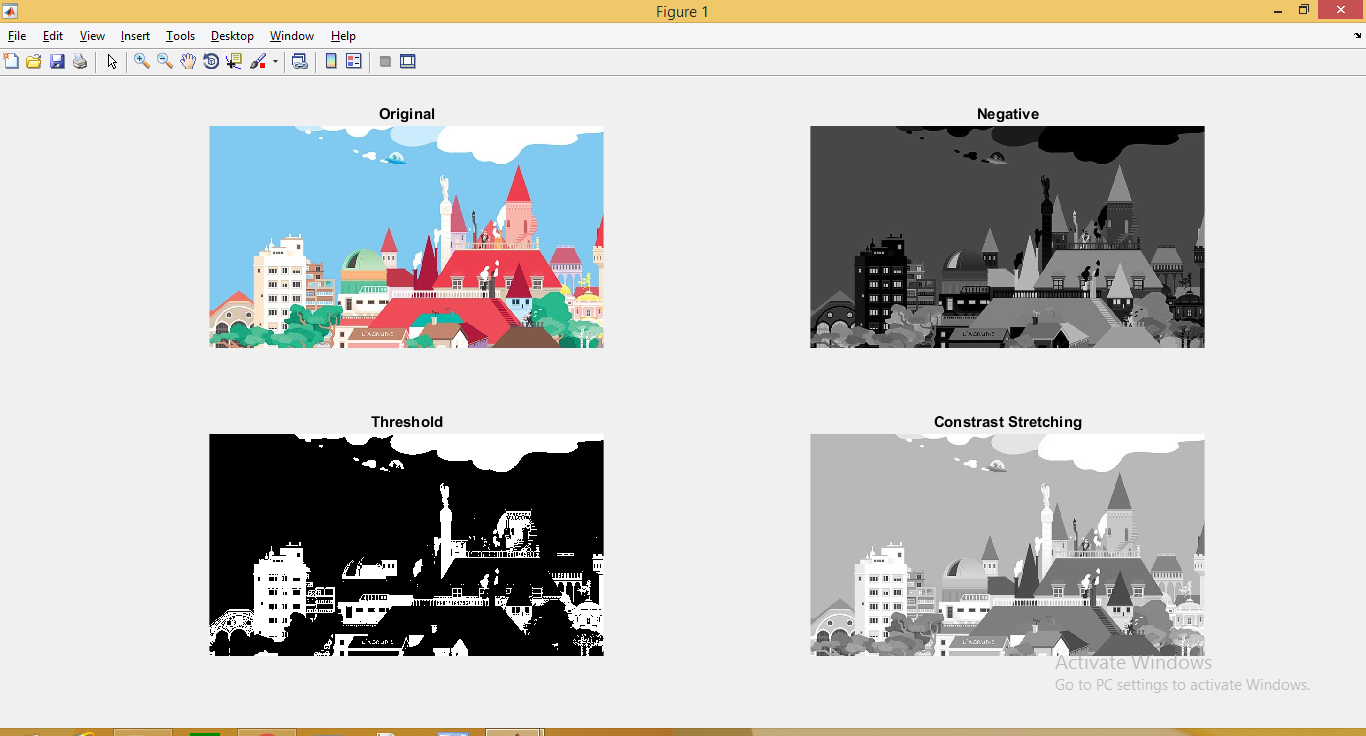 Figure 1
File Edit View Insert Tools Desktop Window Help
Original
Negative
L'AGRUME
Threshold
Constrast Stretching
Activate Windows
Go to PC settings to activate Windows.